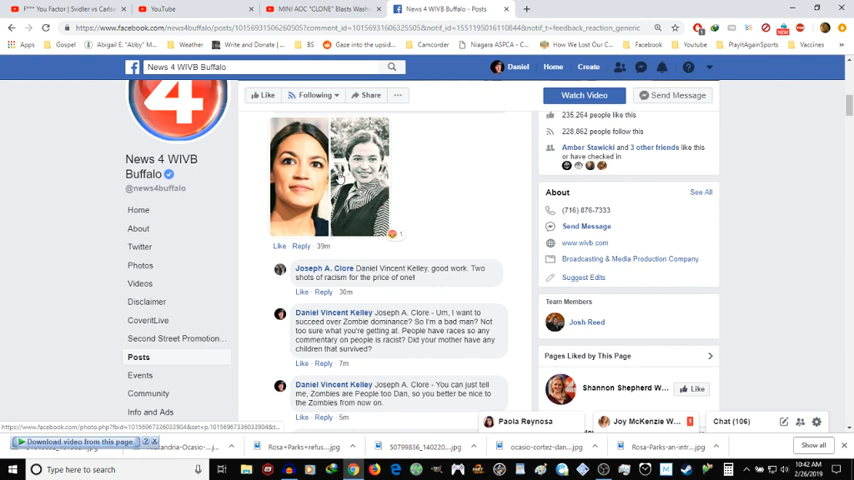 F*** You Factor | Svidler vs Carls
YouTube
MINI AOC "CLONE" Blasts Wash
News 4 WIVB Buffalo - Posts
https://www.facebook.com/news4buffalo/posts/10156931506260505?comment_id=10156931606325505&notif_id=1551195016110844&notif_t=feedback_reaction_generic
Weather
Write and Direct To...
BS
Camcorder
Niagara ASPCA - C...
How We Lost Our C...
Facebook
PlayItAgainSports
Vaccines
News 4 WIVB Buffalo
Daniel
Home
Create
Like
Following
Share
Watch Video
Send Message
4
News 4 WIVB
Buffalo
@news4buffalo
Home
About
Twitter
Photos
Videos
Disclaimer
CoveritLive
Second Street Promotion...
Posts
Events
Community
Info and Ads
1
Like Reply 39m
Joseph A. Clore Daniel Vincent Kelley, good work. Two
shots of racism for the price of one!
Like Reply 30m
Daniel Vincent Kelley Joseph A. Clore - Um, I want to
succeed over Zombie dominance? So I'm a bad man? Not
too sure what you're getting at. People have races so any
commentary on people is racist? Did your mother have any
children that survived?
Like Reply 7m
Daniel Vincent Kelley Joseph A. Clore - You can just tell
me, Zombies are People too Dan, so you better be nice to
the Zombies from now on.
Like Reply 5m
235,264 people like this
228,862 people follow this
Amber Stawicki and 3 other friends like this
or have checked in
About
See All
(716) 876-7333
Send Message
www.wivb.com
Broadcasting & Media Production Company
Suggest Edits
Team Members
Josh Reed
Pages Liked by This Page
Shannon Shepherd W...
Like
Paola Reynosa
Joy McKenzie W...
1
Chat (106)
Download video from this page
Rosa+Parks+refus....jpg
50799836_140220....jpg
ocasio-cortez-dan....jpg
Rosa-Parks-an-intr....jpg
Show all
Type here to search
10:42 AM
2/26/2019